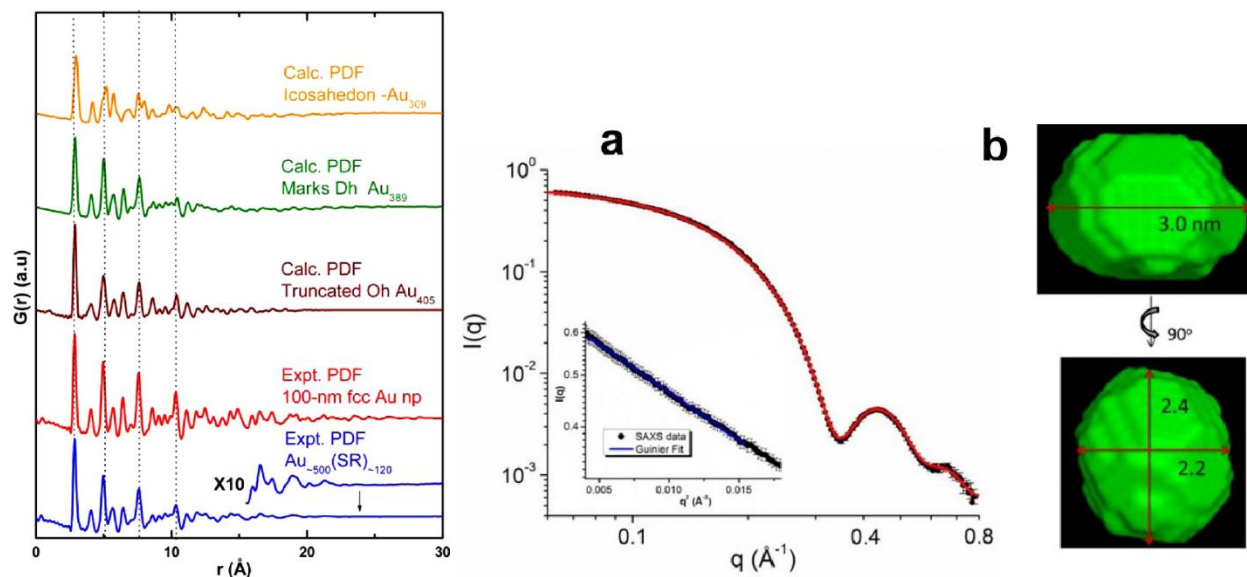 G(r) (a.u)
Calc. PDF
Icosahedon -Au309
Calc. PDF
Marks Dh Au389
Calc. PDF
Truncated Oh Au405
Expt. PDF
100-nm fcc Au np
Expt. PDF
Au~500(SR)~120
X10
0 10 20 30
r (Å)
a
I(q)
10^0
10^-1
10^-2
10^-3
I(q)
0.6
0.5
0.4
SAXS data
Guinier Fit
0.005 0.010 0.015
q² (Å^-2)
0.1 0.4 0.8
q (Å^-1)
b
3.0 nm
90º
2.4
2.2